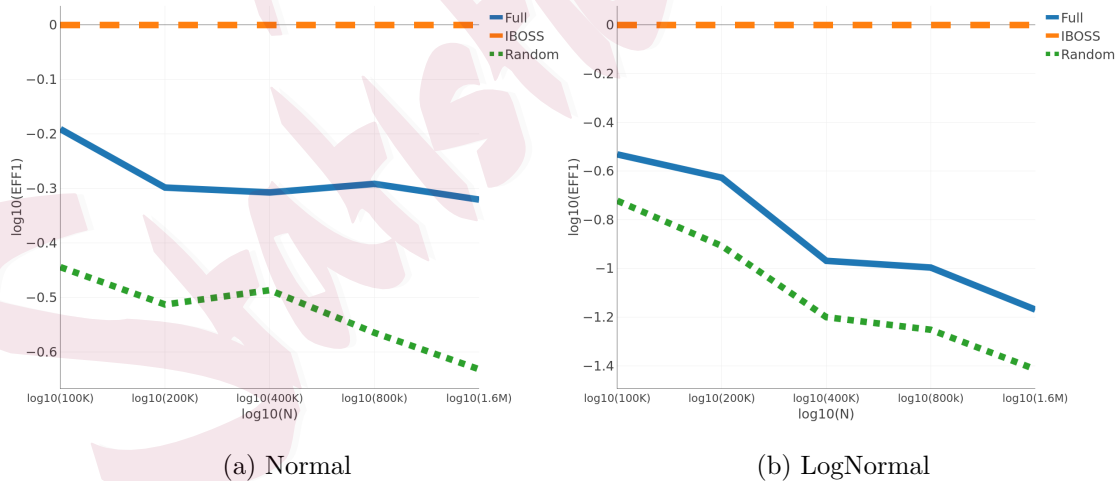 Full
IBOSS
Random
0
−0.1
−0.2
−0.3
−0.4
−0.5
−0.6
log10(EFF1)
log10(100K)
log10(200K)
log10(400K)
log10(800k)
log10(1.6M)
log10(N)
(a) Normal
Full
IBOSS
Random
0
−0.2
−0.4
−0.6
−0.8
−1
−1.2
−1.4
log10(EFF1)
log10(100K)
log10(200K)
log10(400K)
log10(800k)
log10(1.6M)
log10(N)
(b) LogNormal